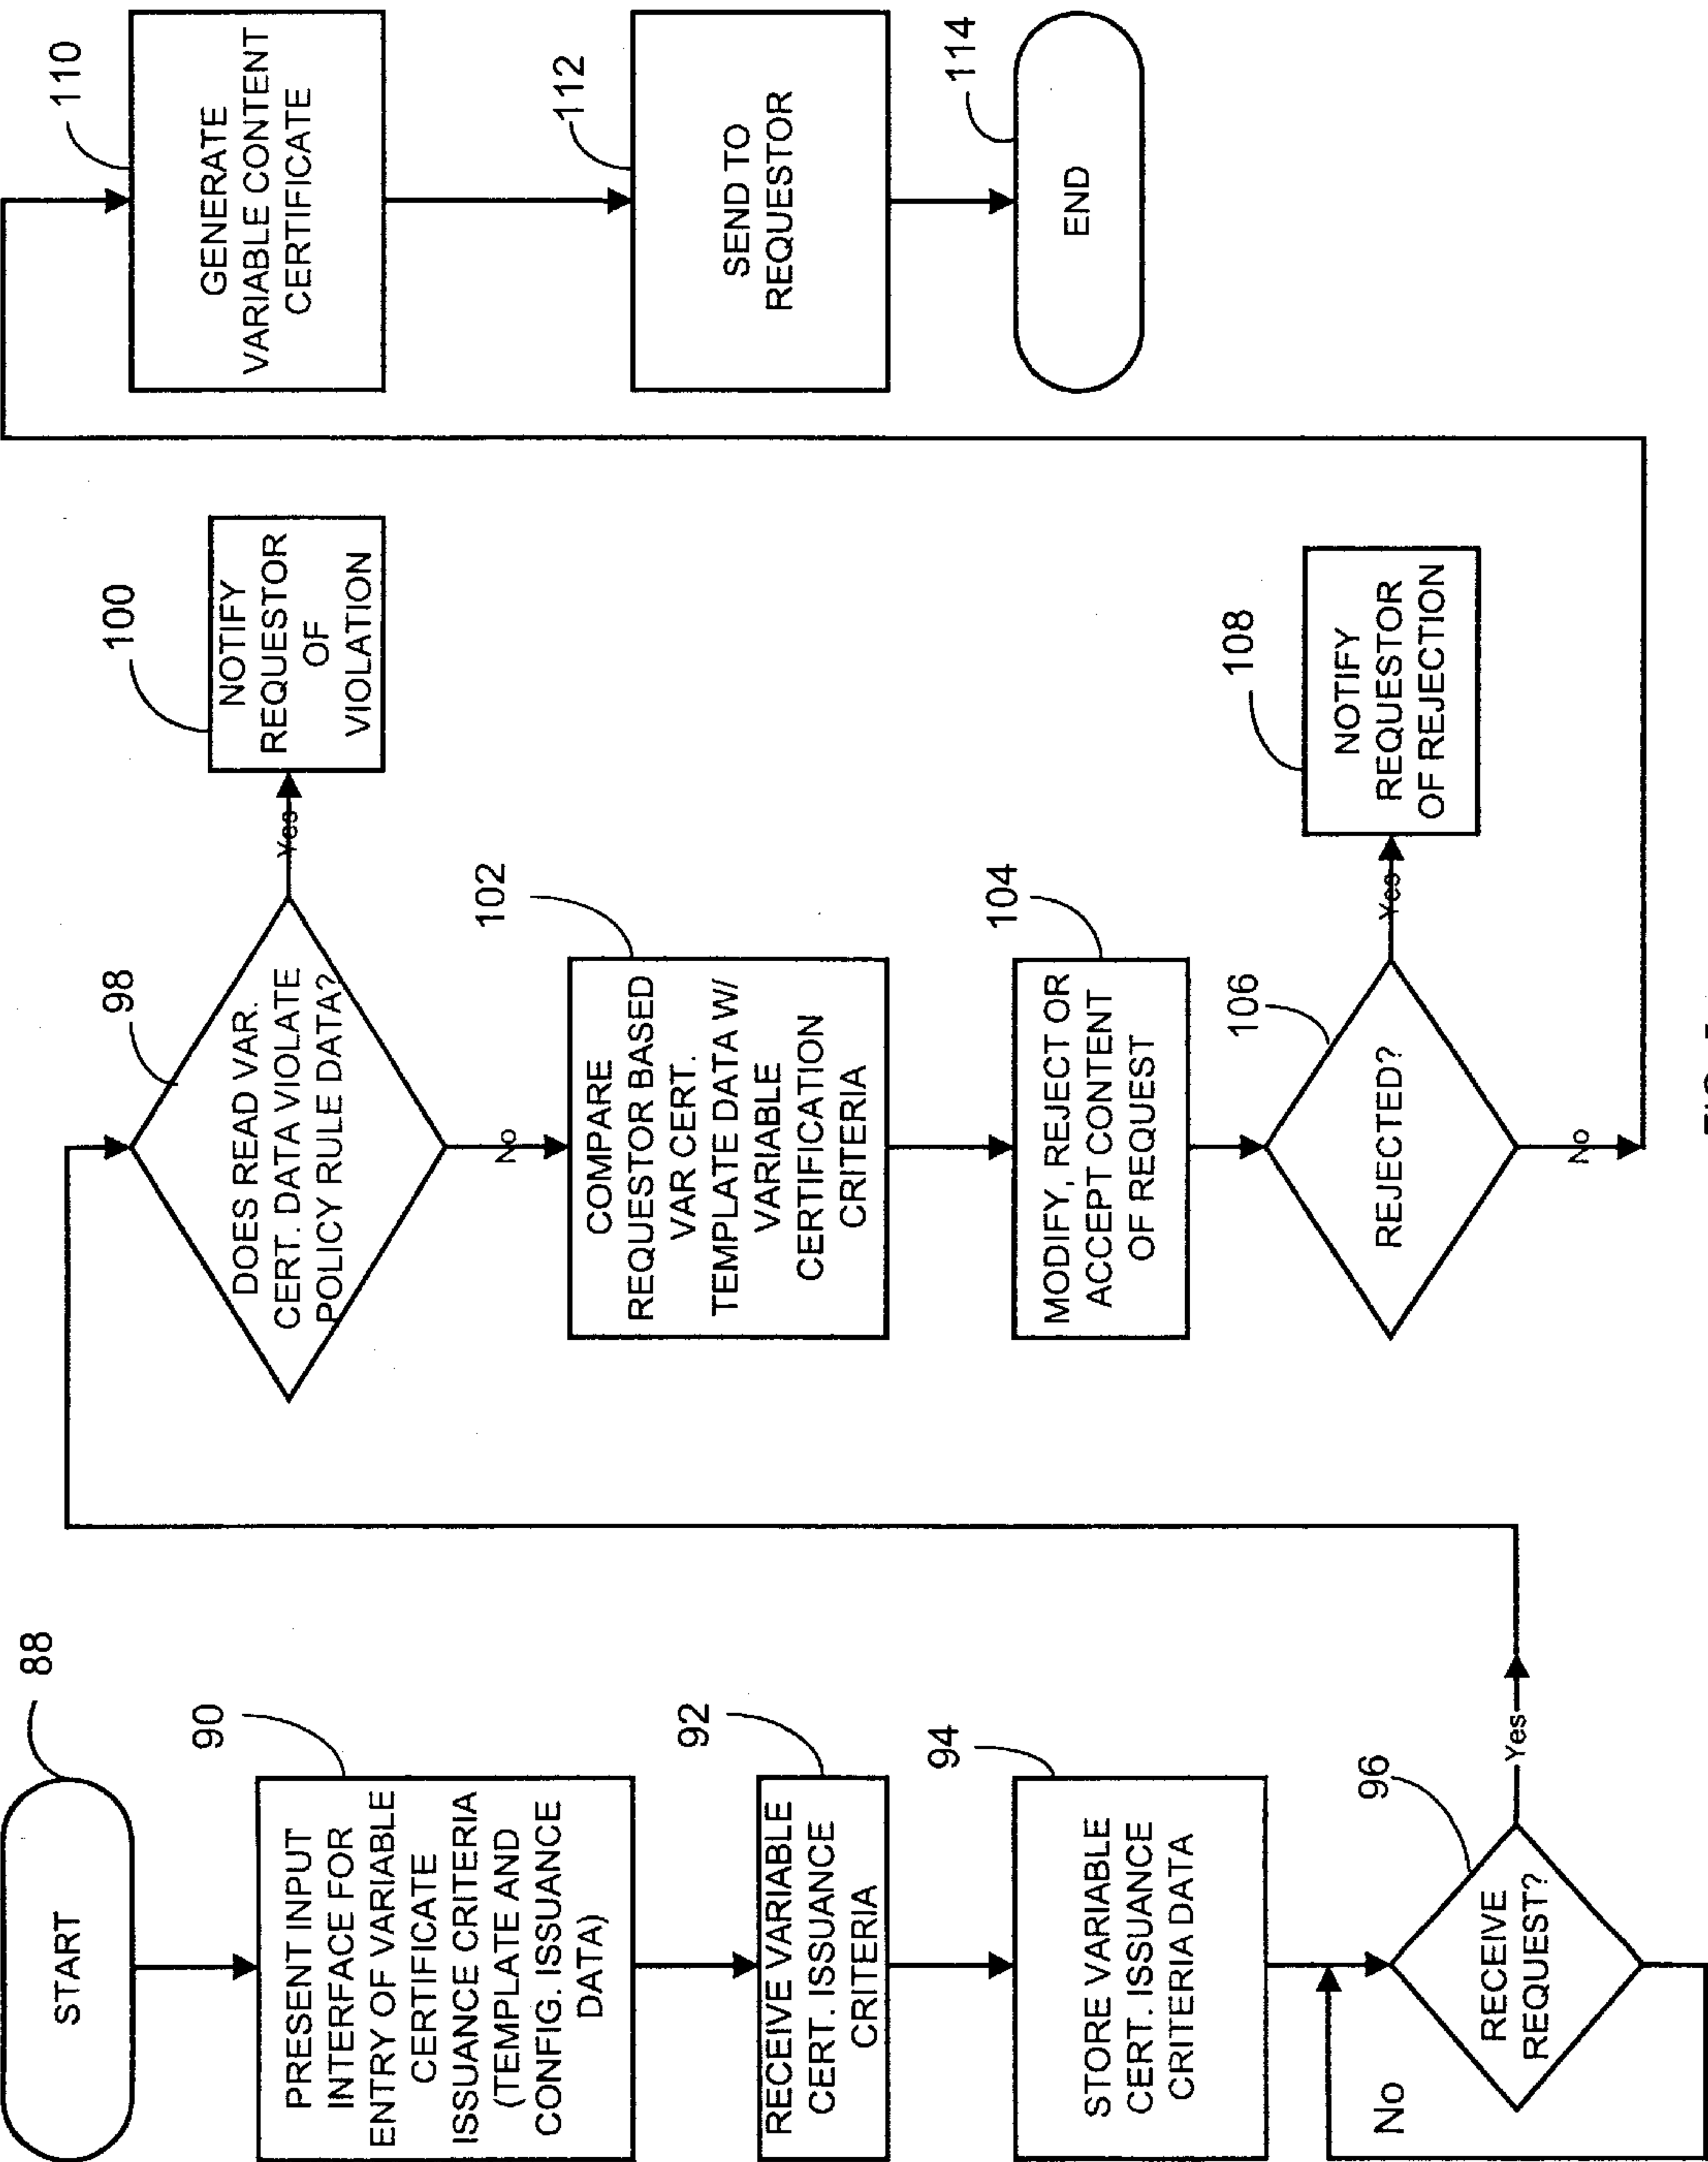 88
START
90
PRESENT INPUT
INTERFACE FOR
ENTRY OF VARIABLE
CERTIFICATE
ISSUANCE CRITERIA
(TEMPLATE AND
CONFIG. ISSUANCE
DATA)
92
RECEIVE VARIABLE
CERT. ISSUANCE
CRITERIA
94
STORE VARIABLE
CERT. ISSUANCE
CRITERIA DATA
96
RECEIVE
REQUEST?
No
Yes
98
DOES READ VAR.
CERT. DATA VIOLATE
POLICY RULE DATA?
Yes
100
NOTIFY
REQUESTOR
OF
VIOLATION
No
102
COMPARE
REQUESTOR BASED
VAR CERT.
TEMPLATE DATA W/
VARIABLE
CERTIFICATION
CRITERIA
104
MODIFY, REJECT OR
ACCEPT CONTENT
OF REQUEST
106
REJECTED?
Yes
108
NOTIFY
REQUESTOR
OF REJECTION
No
110
GENERATE
VARIABLE CONTENT
CERTIFICATE
112
SEND TO
REQUESTOR
114
END